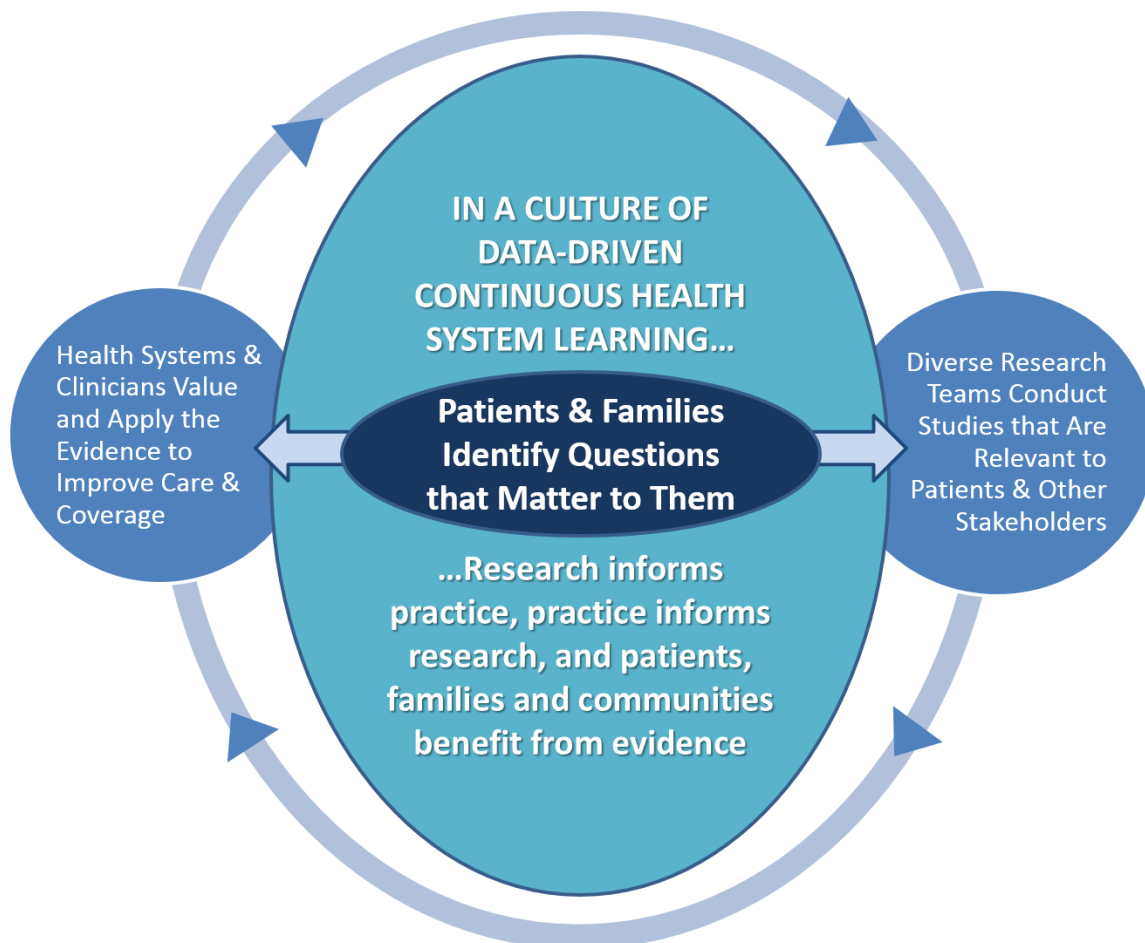 IN A CULTURE OF
DATA-DRIVEN
CONTINUOUS HEALTH
SYSTEM LEARNING...
Health Systems &
Clinicians Value
and Apply the
Evidence to
Improve Care &
Coverage
Patients & Families
Identify Questions
that Matter to Them
Diverse Research
Teams Conduct
Studies that Are
Relevant to
Patients & Other
Stakeholders
...Research informs
practice, practice informs
research, and patients,
families and communities
benefit from evidence